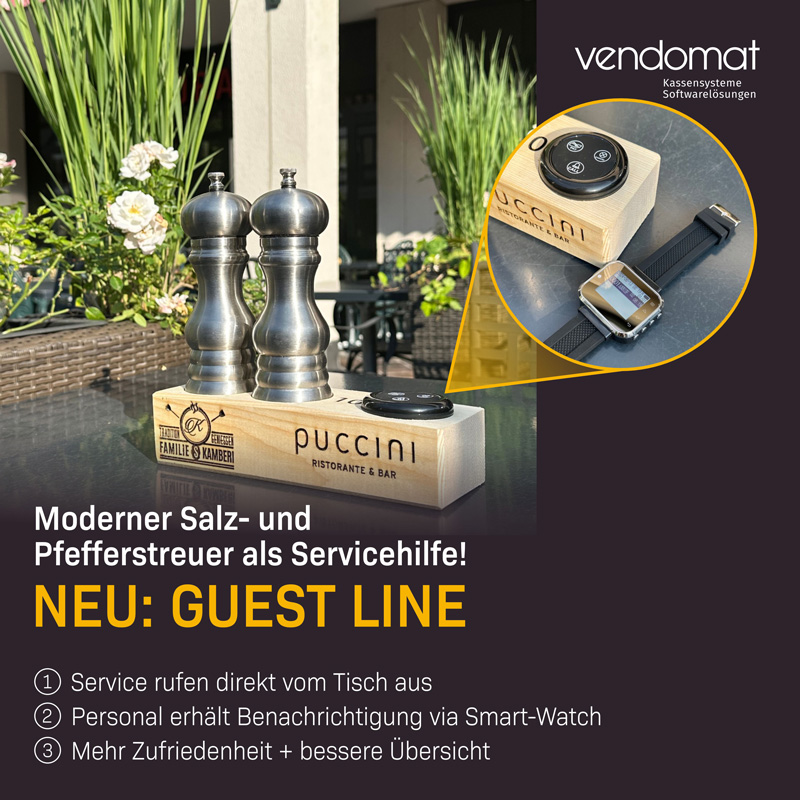 vendomat
Kassensysteme
Softwarelösungen
O
PUCCINI
RISTORANTE & BAR
10
K
TRADITION GENIESSEN
FAMILIE & KAMBERI
PUCCINI
RISTORANTE & BAR
Moderner Salz- und
Pfefferstreuer als Servicehilfe!
NEU: GUEST LINE
1 Service rufen direkt vom Tisch aus
2 Personal erhält Benachrichtigung via Smart-Watch
3 Mehr Zufriedenheit + bessere Übersicht